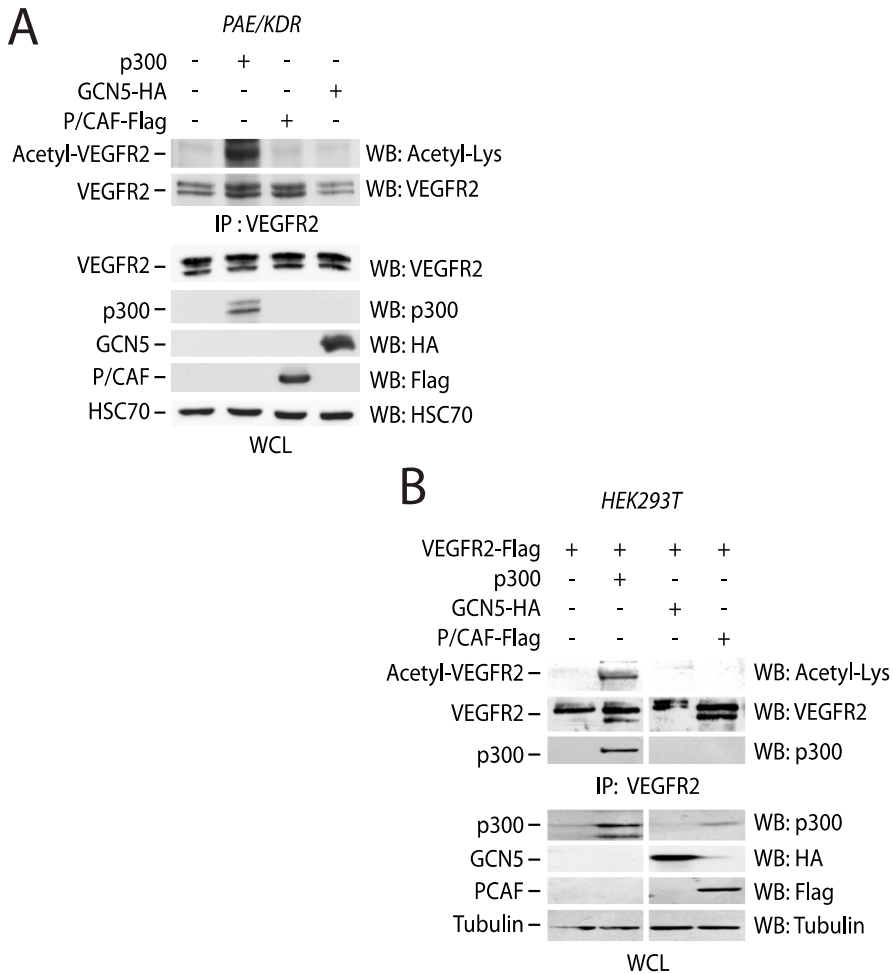 A
PAE/KDR
p300 - + - -
GCN5-HA - - - +
P/CAF-Flag - - + -
Acetyl-VEGFR2 – WB: Acetyl-Lys
VEGFR2 – WB: VEGFR2
IP : VEGFR2
VEGFR2 – WB: VEGFR2
p300 – WB: p300
GCN5 – WB: HA
P/CAF – WB: Flag
HSC70 – WB: HSC70
WCL
B
HEK293T
VEGFR2-Flag + + + +
p300 - + - -
GCN5-HA - - + -
P/CAF-Flag - - - +
Acetyl-VEGFR2 – WB: Acetyl-Lys
VEGFR2 – WB: VEGFR2
p300 – WB: p300
IP: VEGFR2
p300 – WB: p300
GCN5 – WB: HA
PCAF – WB: Flag
Tubulin – WB: Tubulin
WCL